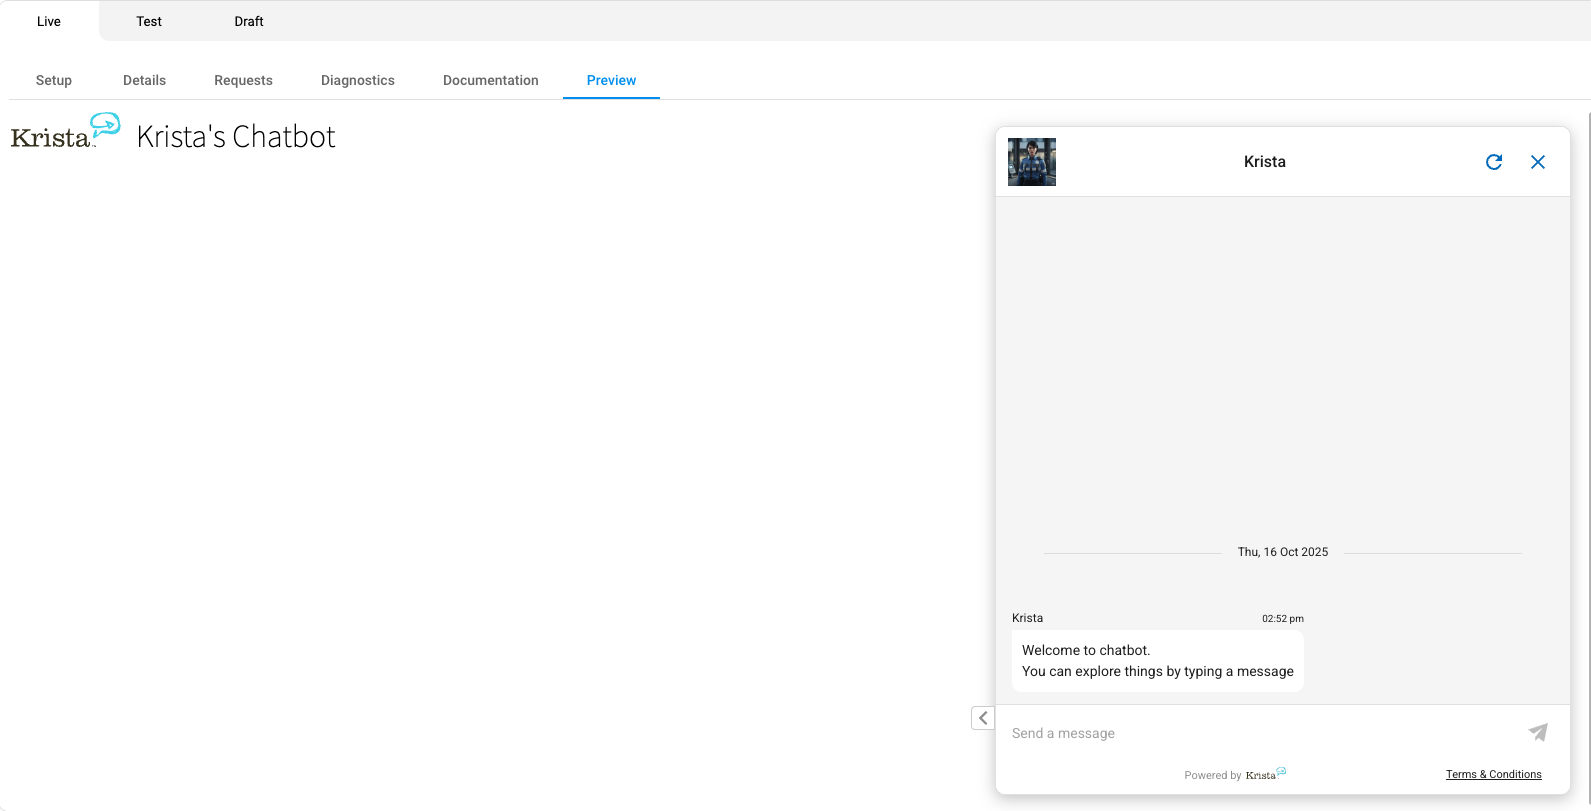 Live Test Draft
Setup Details Requests Diagnostics Documentation Preview
Krista Krista's Chatbot
Krista
Thu, 16 Oct 2025
Krista 02:52 pm
Welcome to chatbot.
You can explore things by typing a message
Send a message
Powered by Krista
Terms & Conditions